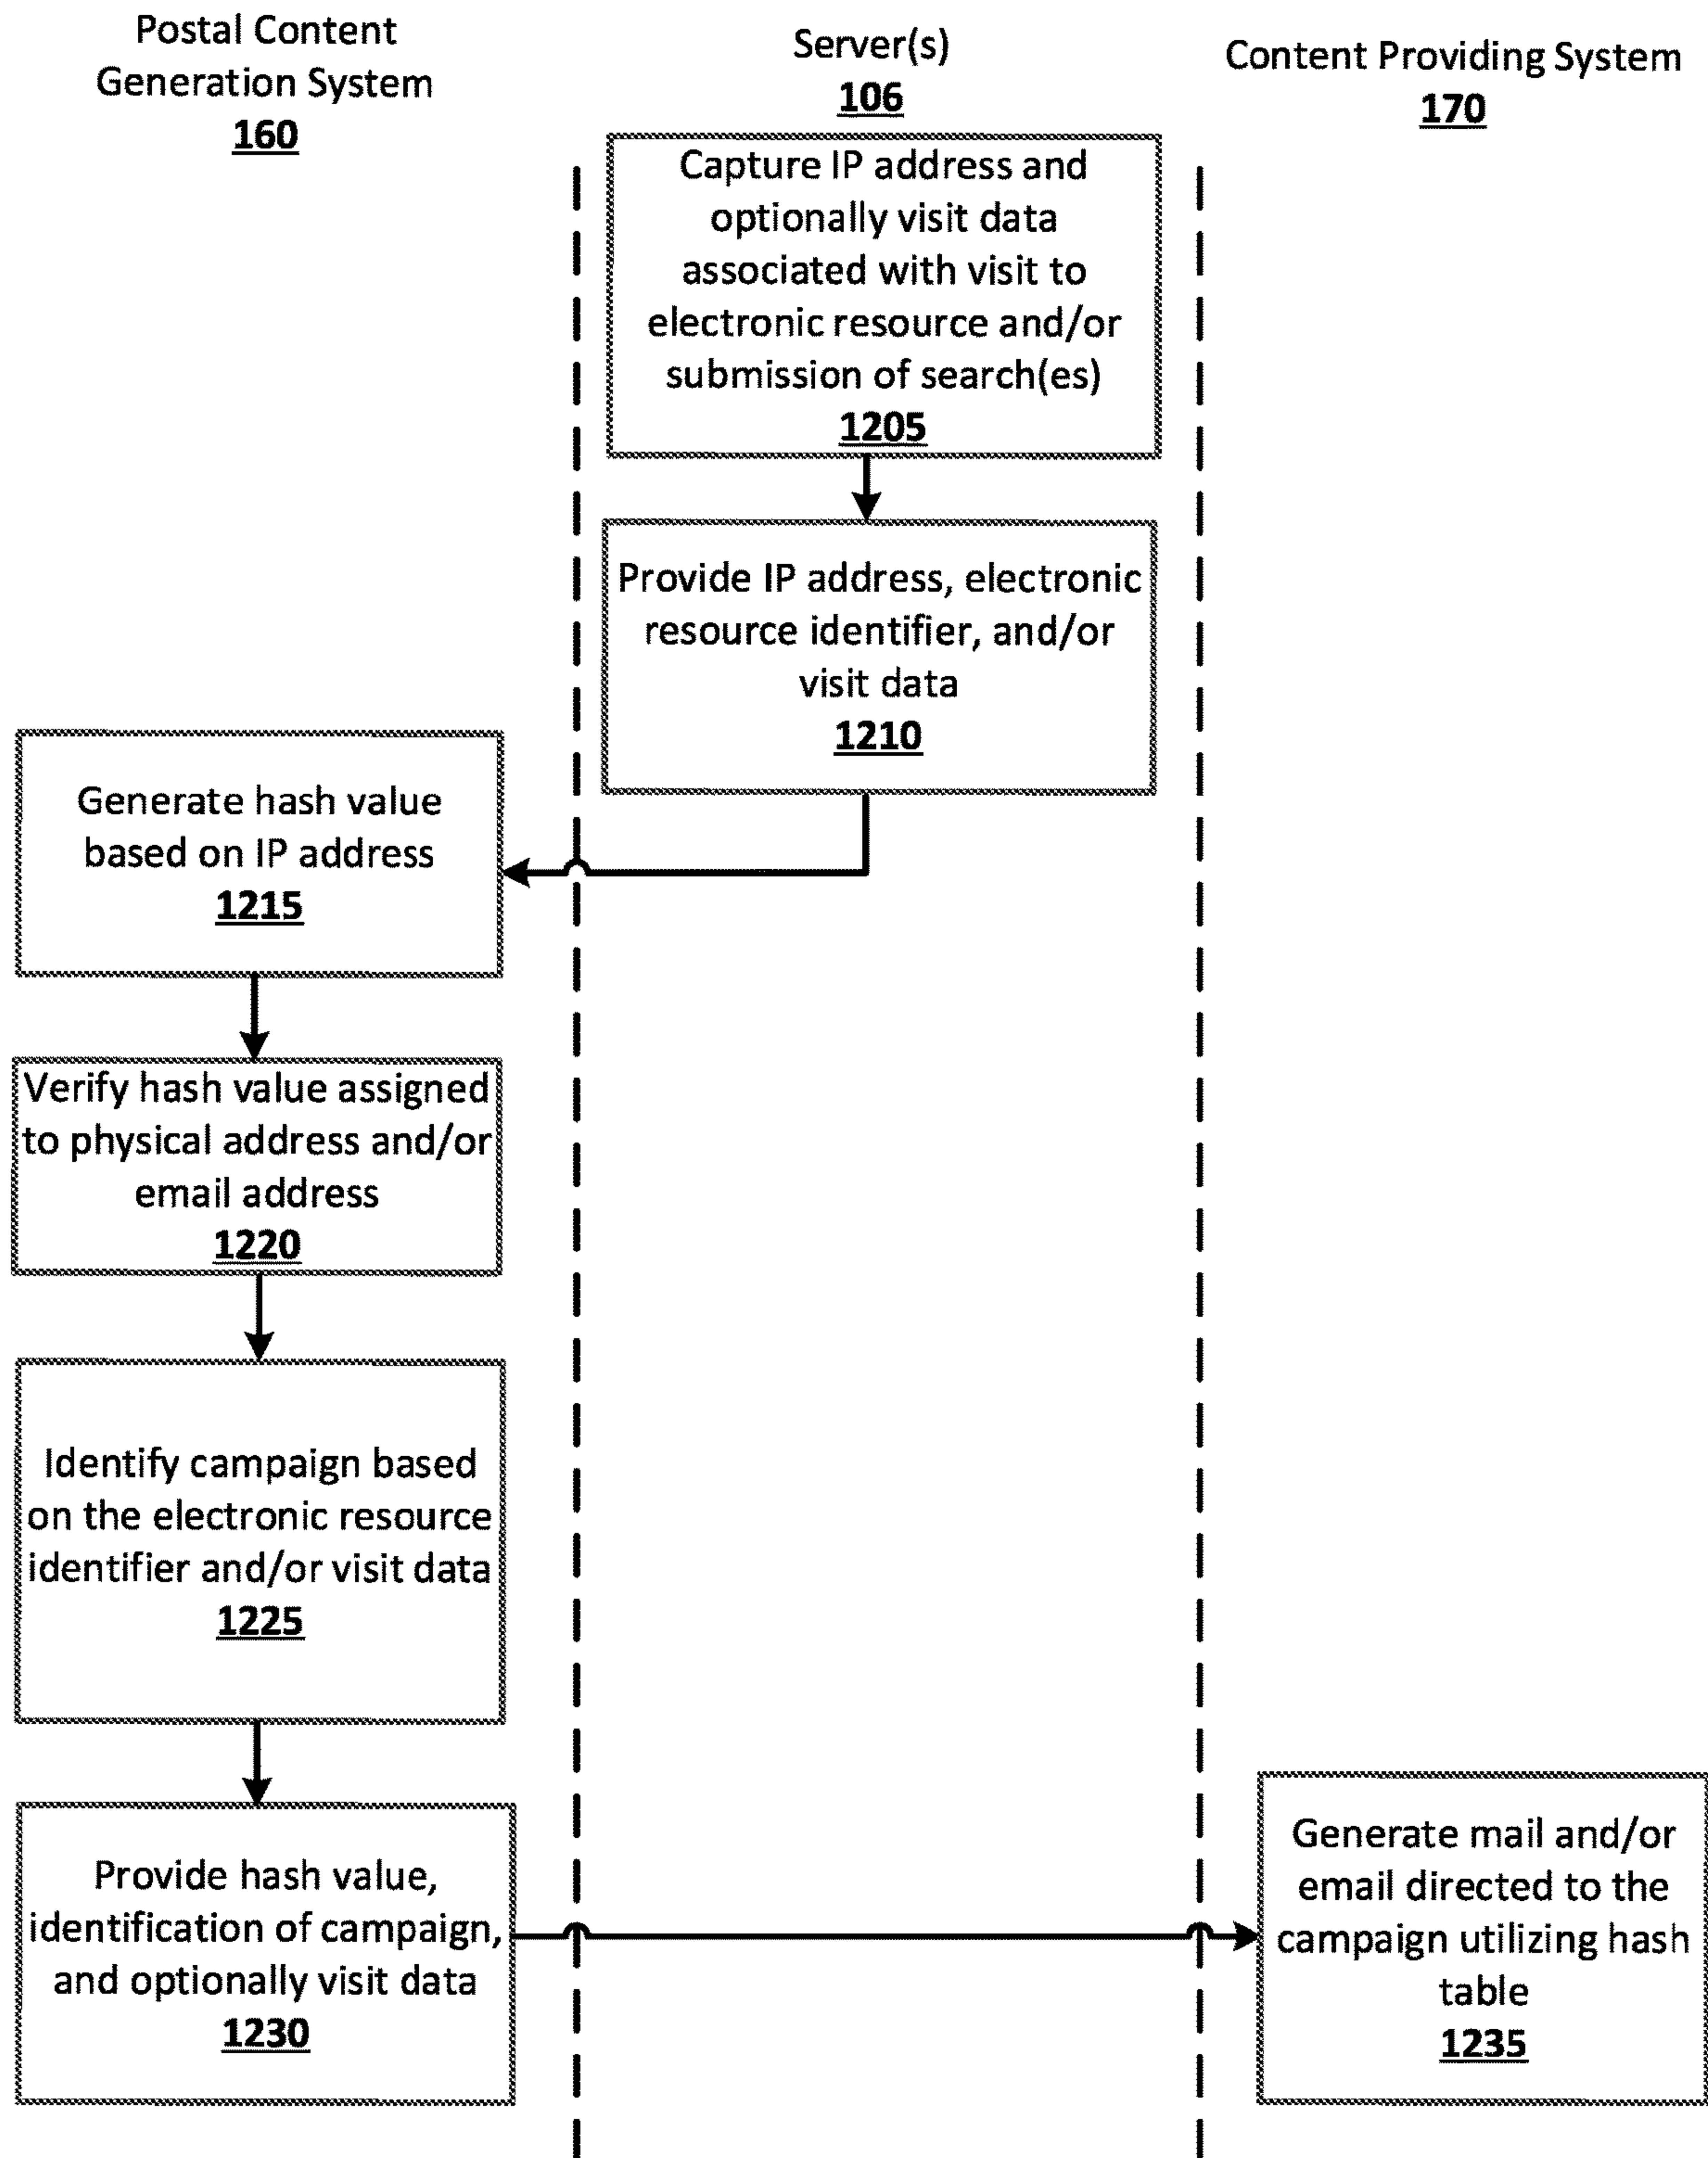 Postal Content
Generation System
160
Server(s)
106
Content Providing System
170
Capture IP address and
optionally visit data
associated with visit to
electronic resource and/or
submission of search(es)
1205
Provide IP address, electronic
resource identifier, and/or
visit data
1210
Generate hash value
based on IP address
1215
Verify hash value assigned
to physical address and/or
email address
1220
Identify campaign based
on the electronic resource
identifier and/or visit data
1225
Provide hash value,
identification of campaign,
and optionally visit data
1230
Generate mail and/or
email directed to the
campaign utilizing hash
table
1235